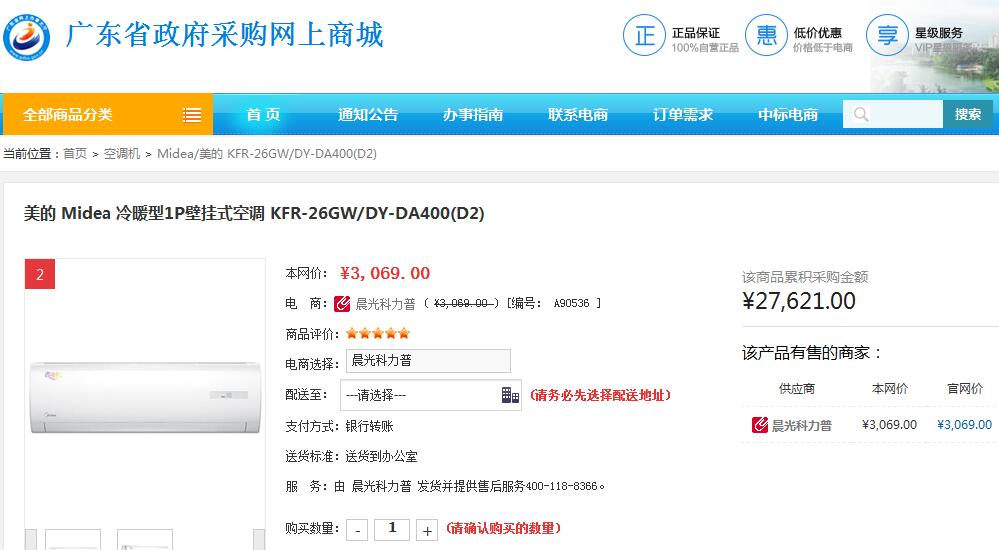 广东省政府采购网上商城
正 正品保证
100%自营正品
惠 低价优惠
价格低于电商
享 星级服务
VIP星级服务
全部商品分类 首 页 通知公告 办事指南 联系电商 订单需求 中标电商 搜索
当前位置：首页 > 空调机 > Midea/美的 KFR-26GW/DY-DA400(D2)
美的 Midea 冷暖型1P壁挂式空调 KFR-26GW/DY-DA400(D2)
2
本网价： ¥3,069.00
电　商： 晨光科力普 ( ¥3,069.00 ) [编号： A90536 ]
商品评价：
电商选择： 晨光科力普
配送至： ---请选择--- (请务必先选择配送地址)
支付方式：银行转账
送货标准：送货到办公室
服　务：由 晨光科力普 发货并提供售后服务400-118-8366。
购买数量： - 1 + (请确认购买的数量)
该商品累积采购金额
¥27,621.00
该产品有售的商家：
供应商 本网价 官网价
晨光科力普 ¥3,069.00 ¥3,069.00